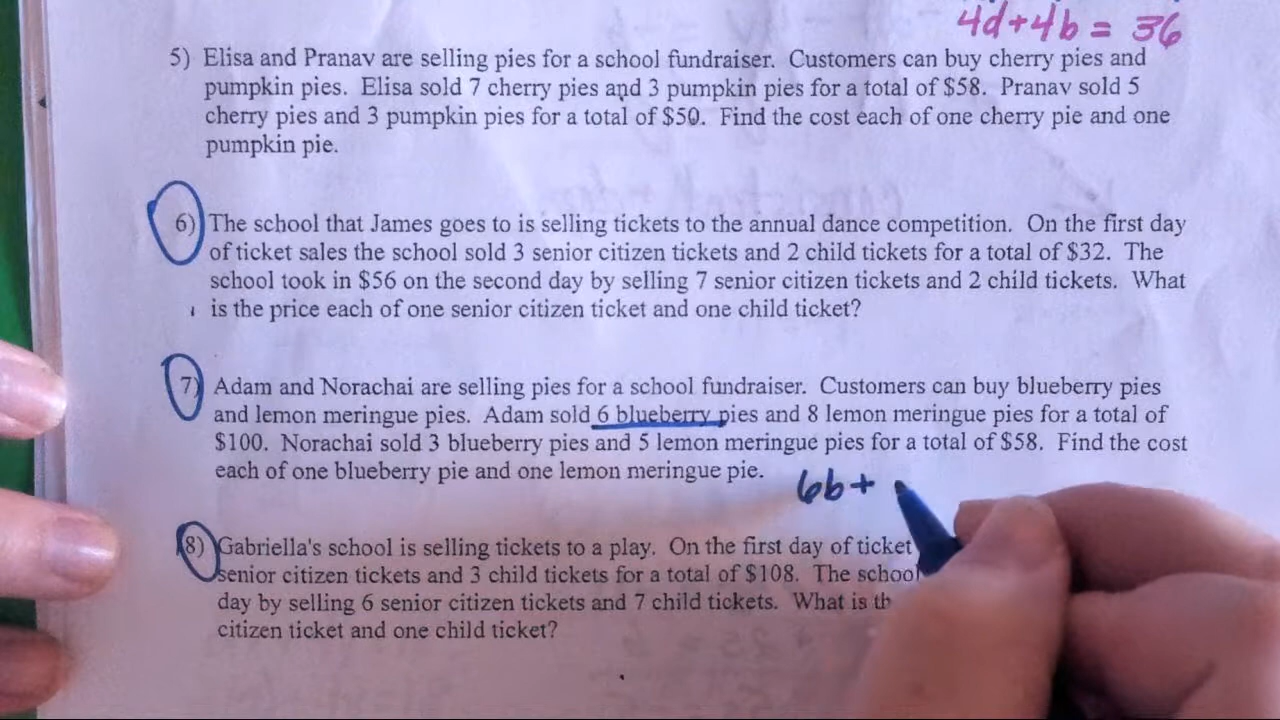 4d+4b = 36
5) Elisa and Pranav are selling pies for a school fundraiser. Customers can buy cherry pies and
pumpkin pies. Elisa sold 7 cherry pies and 3 pumpkin pies for a total of $58. Pranav sold 5
cherry pies and 3 pumpkin pies for a total of $50. Find the cost each of one cherry pie and one
pumpkin pie.
6) The school that James goes to is selling tickets to the annual dance competition. On the first day
of ticket sales the school sold 3 senior citizen tickets and 2 child tickets for a total of $32. The
school took in $56 on the second day by selling 7 senior citizen tickets and 2 child tickets. What
is the price each of one senior citizen ticket and one child ticket?
7) Adam and Norachai are selling pies for a school fundraiser. Customers can buy blueberry pies
and lemon meringue pies. Adam sold 6 blueberry pies and 8 lemon meringue pies for a total of
$100. Norachai sold 3 blueberry pies and 5 lemon meringue pies for a total of $58. Find the cost
each of one blueberry pie and one lemon meringue pie.
6b+
8) Gabriella's school is selling tickets to a play. On the first day of ticket
senior citizen tickets and 3 child tickets for a total of $108. The school
day by selling 6 senior citizen tickets and 7 child tickets. What is th
citizen ticket and one child ticket?